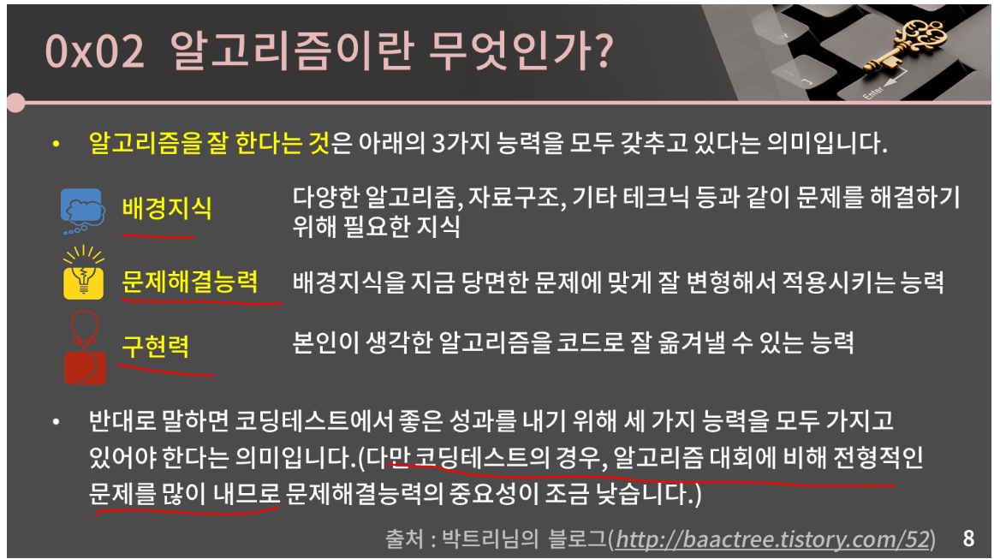 0x02 알고리즘이란 무엇인가?
• 알고리즘을 잘 한다는 것은 아래의 3가지 능력을 모두 갖추고 있다는 의미입니다.
배경지식
다양한 알고리즘, 자료구조, 기타 테크닉 등과 같이 문제를 해결하기
위해 필요한 지식
문제해결능력
배경지식을 지금 당면한 문제에 맞게 잘 변형해서 적용시키는 능력
구현력
본인이 생각한 알고리즘을 코드로 잘 옮겨낼 수 있는 능력
• 반대로 말하면 코딩테스트에서 좋은 성과를 내기 위해 세 가지 능력을 모두 가지고
있어야 한다는 의미입니다.(다만 코딩테스트의 경우, 알고리즘 대회에 비해 전형적인
문제를 많이 내므로 문제해결능력의 중요성이 조금 낮습니다.)
출처 : 박트리님의 블로그(http://baactree.tistory.com/52)
8
Enter